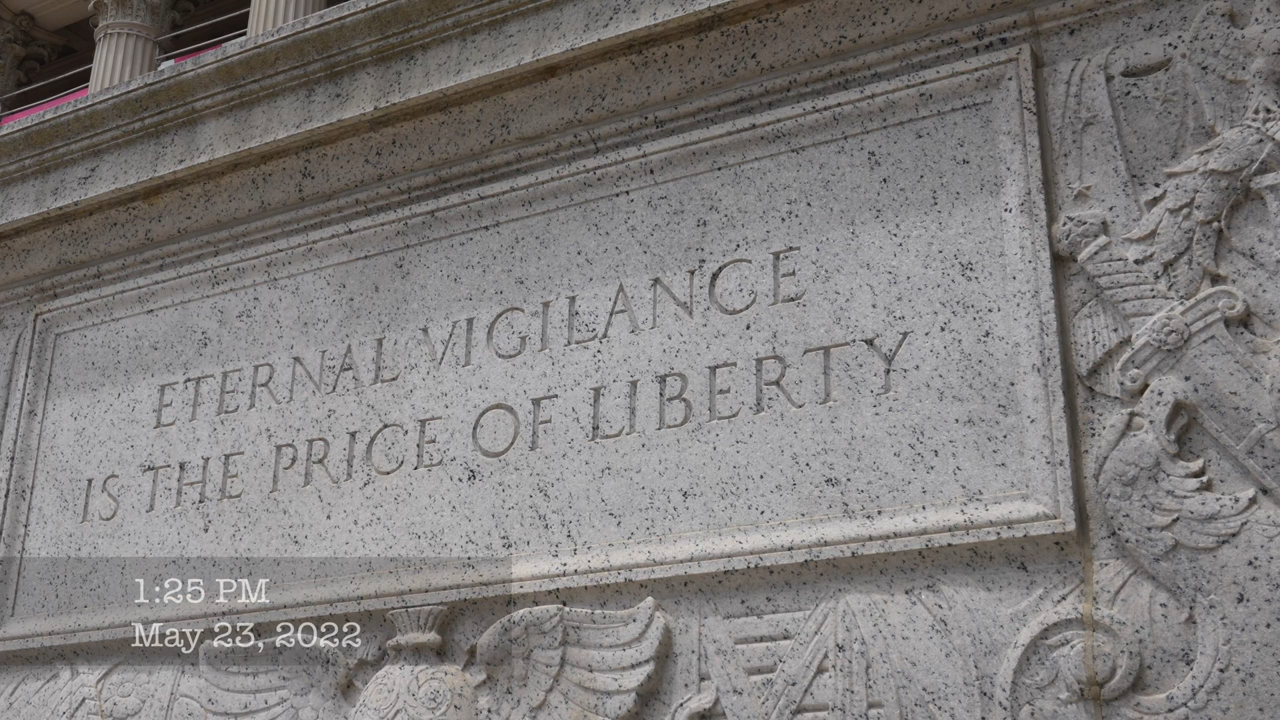 ETERNAL VIGILANCE
IS THE PRICE OF LIBERTY
1:25 PM
May 23, 2022